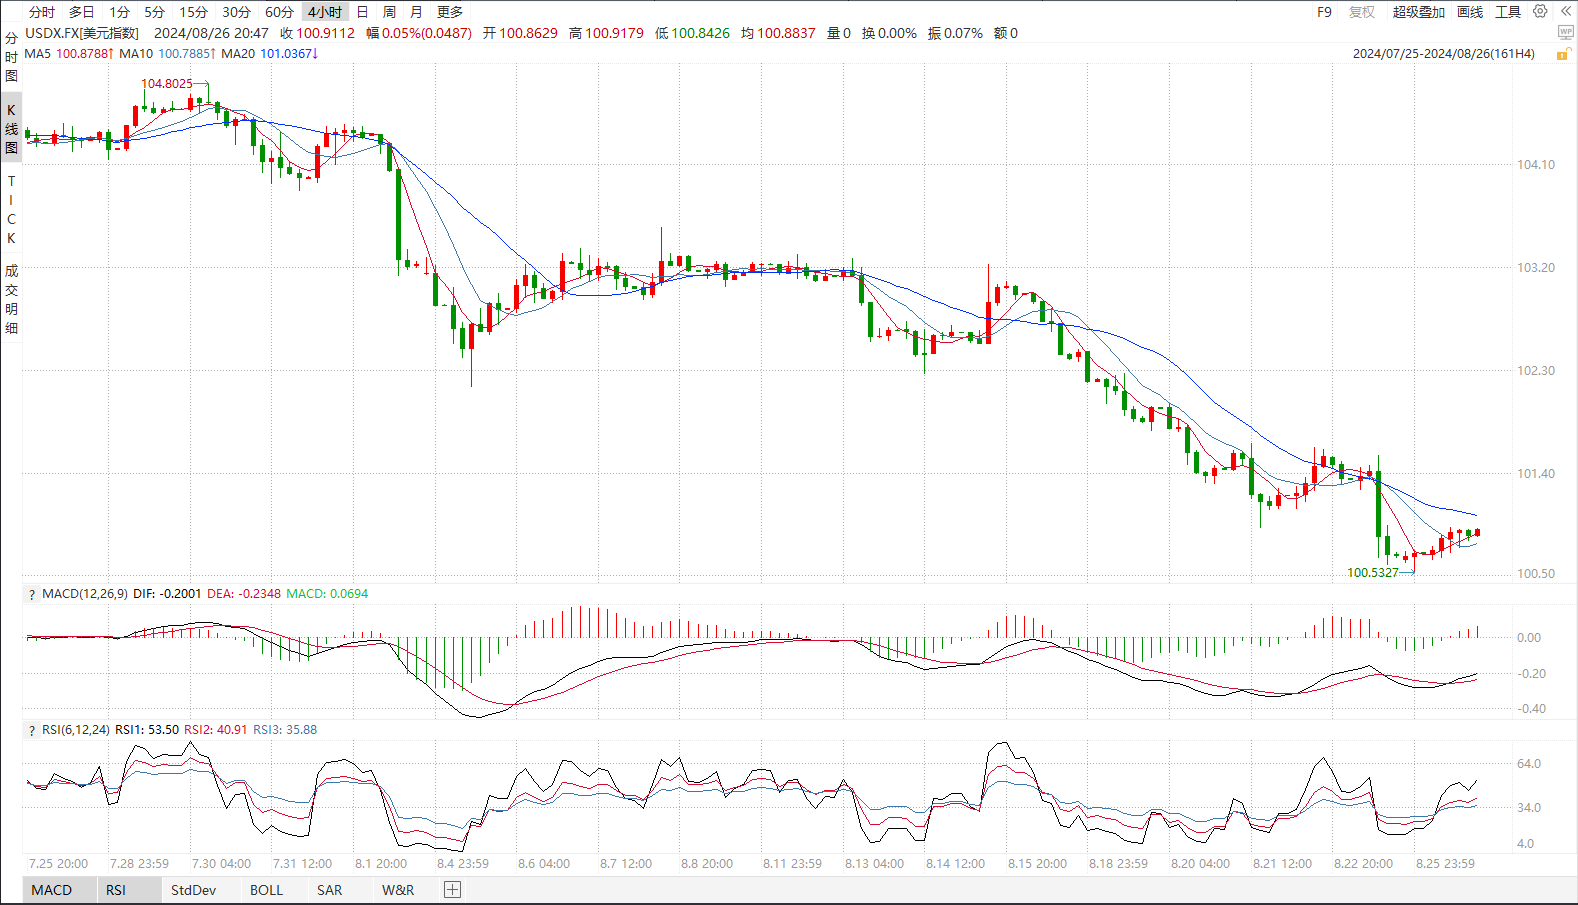 分时 多日 1分 5分 15分 30分 60分 4小时 日 周 月 更多 F9 复权 超级叠加 画线 工具
USDX.FX[美元指数] 2024/08/26 20:47 收 100.9112 幅 0.05%(0.0487) 开 100.8629 高 100.9179 低 100.8426 均 100.8837 量 0 换 0.00% 振 0.07% 额 0
WP
MA5 100.8788↑ MA10 100.7885↑ MA20 101.0367↓ 2024/07/25-2024/08/26(161H4)
分时图
K线图
TICK
成交明细
104.8025
104.10
103.20
102.30
101.40
100.50
100.5327
? MACD(12,26,9) DIF: -0.2001 DEA: -0.2348 MACD: 0.0694
0.00
-0.20
-0.40
? RSI(6,12,24) RSI1: 53.50 RSI2: 40.91 RSI3: 35.88
64.0
34.0
4.0
7.25 20:00 7.28 23:59 7.30 04:00 7.31 12:00 8.1 20:00 8.4 23:59 8.6 04:00 8.7 12:00 8.8 20:00 8.11 23:59 8.13 04:00 8.14 12:00 8.15 20:00 8.18 23:59 8.20 04:00 8.21 12:00 8.22 20:00 8.25 23:59
MACD RSI StdDev BOLL SAR W&R